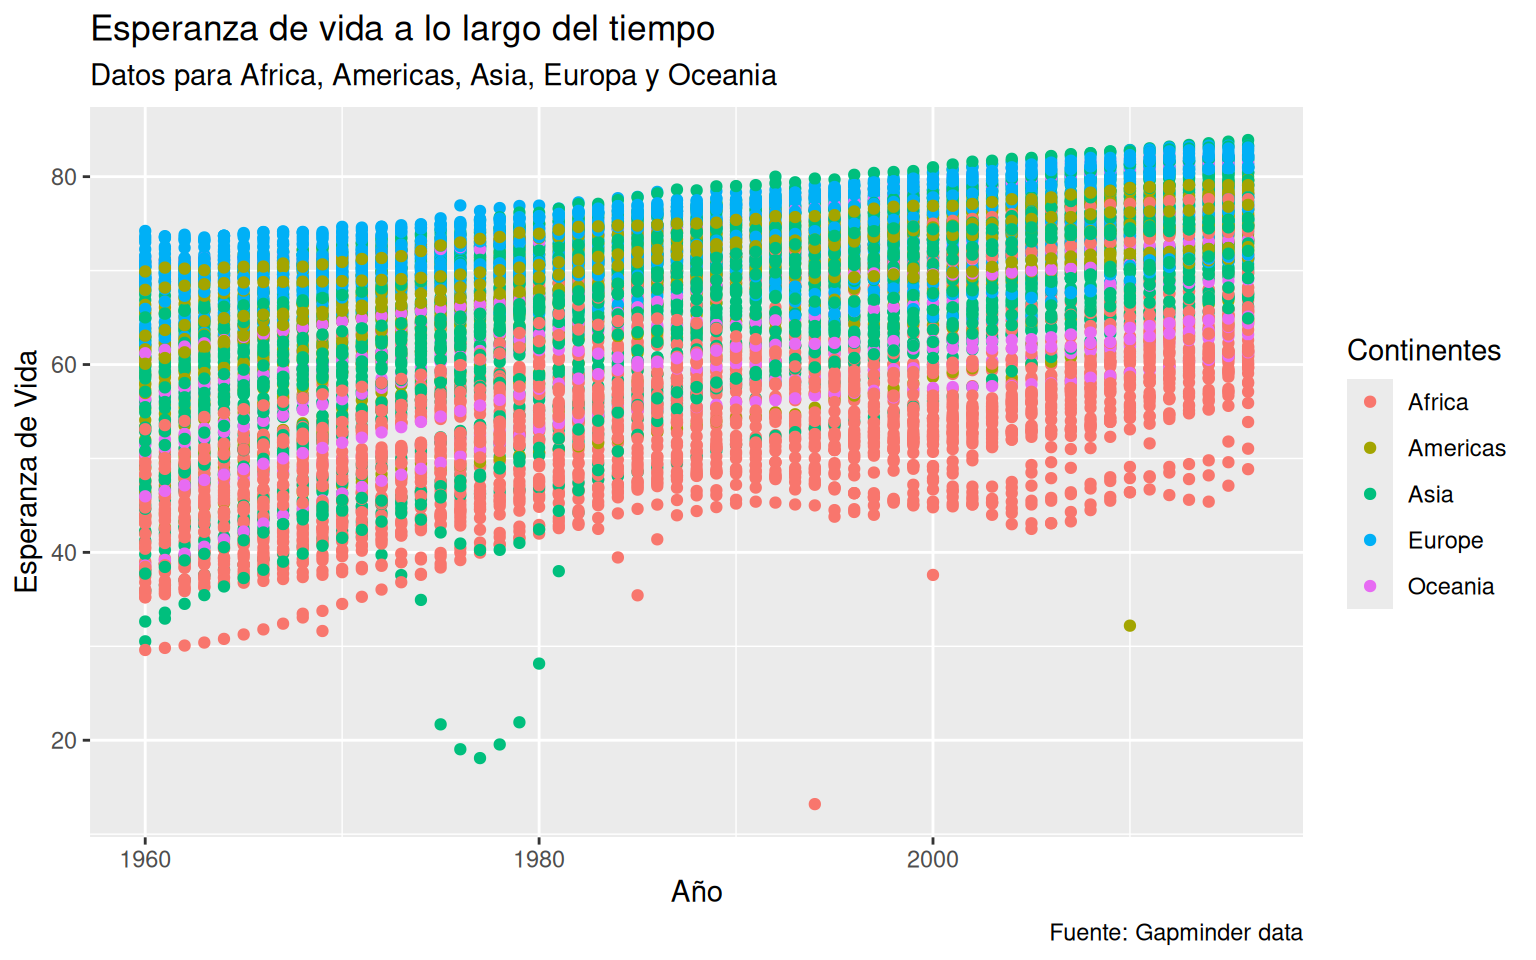 Esperanza de vida a lo largo del tiempo
Datos para Africa, Americas, Asia, Europa y Oceania
Esperanza de Vida
80
60
40
20
1960
1980
2000
Año
Continentes
Africa
Americas
Asia
Europe
Oceania
Fuente: Gapminder data